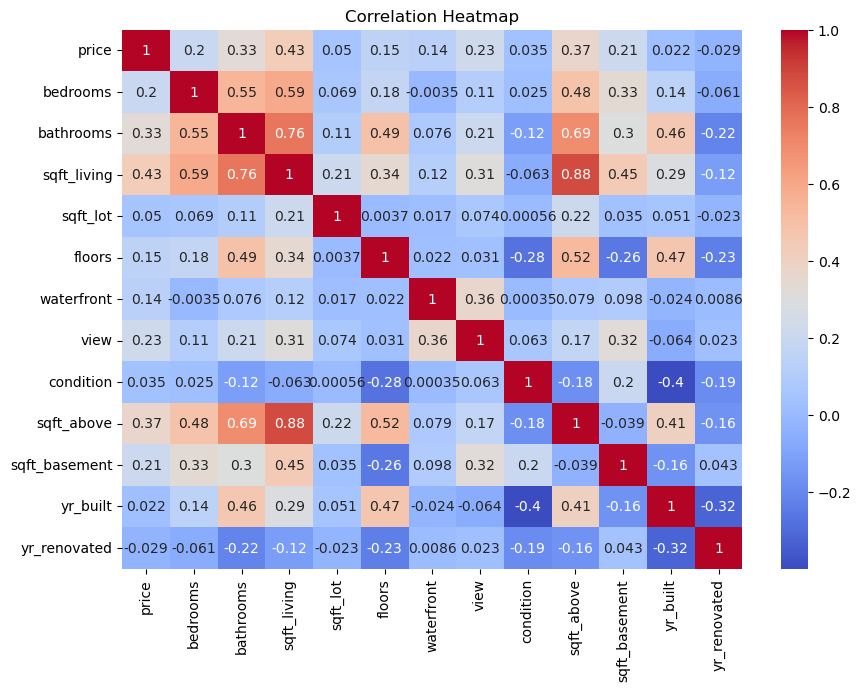 Correlation Heatmap
price 1 0.2 0.33 0.43 0.05 0.15 0.14 0.23 0.035 0.37 0.21 0.022 -0.029
bedrooms 0.2 1 0.55 0.59 0.069 0.18 -0.0035 0.11 0.025 0.48 0.33 0.14 -0.061
bathrooms 0.33 0.55 1 0.76 0.11 0.49 0.076 0.21 -0.12 0.69 0.3 0.46 -0.22
sqft_living 0.43 0.59 0.76 1 0.21 0.34 0.12 0.31 -0.063 0.88 0.45 0.29 -0.12
sqft_lot 0.05 0.069 0.11 0.21 1 0.0037 0.017 0.074 0.00056 0.22 0.035 0.051 -0.023
floors 0.15 0.18 0.49 0.34 0.0037 1 0.022 0.031 -0.28 0.52 -0.26 0.47 -0.23
waterfront 0.14 -0.0035 0.076 0.12 0.017 0.022 1 0.36 0.00035 0.079 0.098 -0.024 0.0086
view 0.23 0.11 0.21 0.31 0.074 0.031 0.36 1 0.063 0.17 0.32 -0.064 0.023
condition 0.035 0.025 -0.12 -0.063 0.00056 -0.28 0.00035 0.063 1 -0.18 0.2 -0.4 -0.19
sqft_above 0.37 0.48 0.69 0.88 0.22 0.52 0.079 0.17 -0.18 1 -0.039 0.41 -0.16
sqft_basement 0.21 0.33 0.3 0.45 0.035 -0.26 0.098 0.32 0.2 -0.039 1 -0.16 0.043
yr_built 0.022 0.14 0.46 0.29 0.051 0.47 -0.024 -0.064 -0.4 0.41 -0.16 1 -0.32
yr_renovated -0.029 -0.061 -0.22 -0.12 -0.023 -0.23 0.0086 0.023 -0.19 -0.16 0.043 -0.32 1
price bedrooms bathrooms sqft_living sqft_lot floors waterfront view condition sqft_above sqft_basement yr_built yr_renovated
1.0
0.8
0.6
0.4
0.2
0.0
−0.2